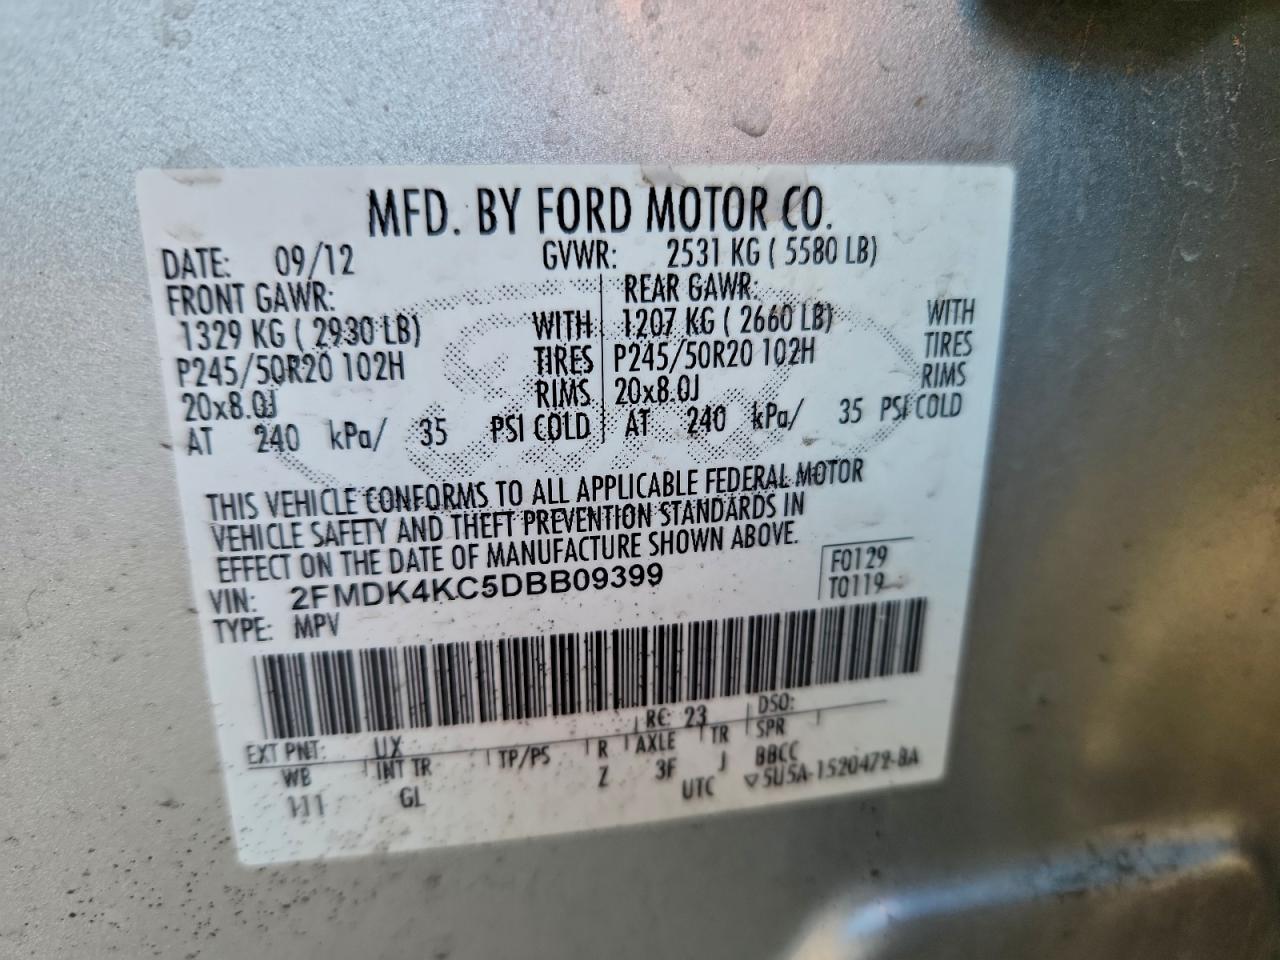 MFD. BY FORD MOTOR CO.
DATE: 09/12 GVWR: 2531 KG ( 5580 LB)
FRONT GAWR: REAR GAWR:
1329 KG ( 2930 LB) WITH 1207 KG ( 2660 LB) WITH
P245/50R20 102H TIRES P245/50R20 102H TIRES
20x8.0J RIMS 20x8.0J RIMS
AT 240 kPa/ 35 PSI COLD AT 240 kPa/ 35 PSI COLD
THIS VEHICLE CONFORMS TO ALL APPLICABLE FEDERAL MOTOR
VEHICLE SAFETY AND THEFT PREVENTION STANDARDS IN
EFFECT ON THE DATE OF MANUFACTURE SHOWN ABOVE.
VIN: 2FMDK4KC5DBB09399 F0129
TYPE: MPV T0119
EXT PNT: UX RC: 23 DSO:
WB INT TR TP/PS R AXLE TR SPR
111 GL Z 3F J BBCC
UTC ▽5U5A-1520472-BA